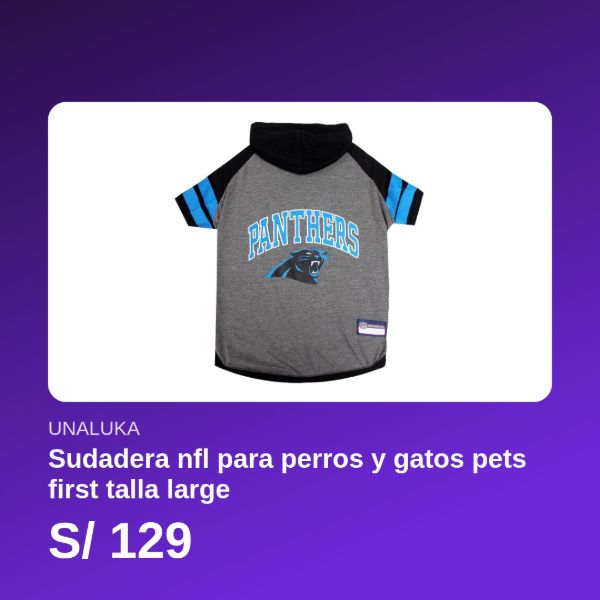 PANTHERS
UNALUKA
Sudadera nfl para perros y gatos pets
first talla large
S/ 129